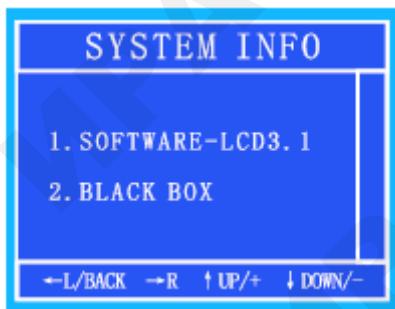 SYSTEM INFO
1. SOFTWARE-LCD3.1
2. BLACK BOX
←L/BACK →R ↑UP/+ ↓DOWN/-